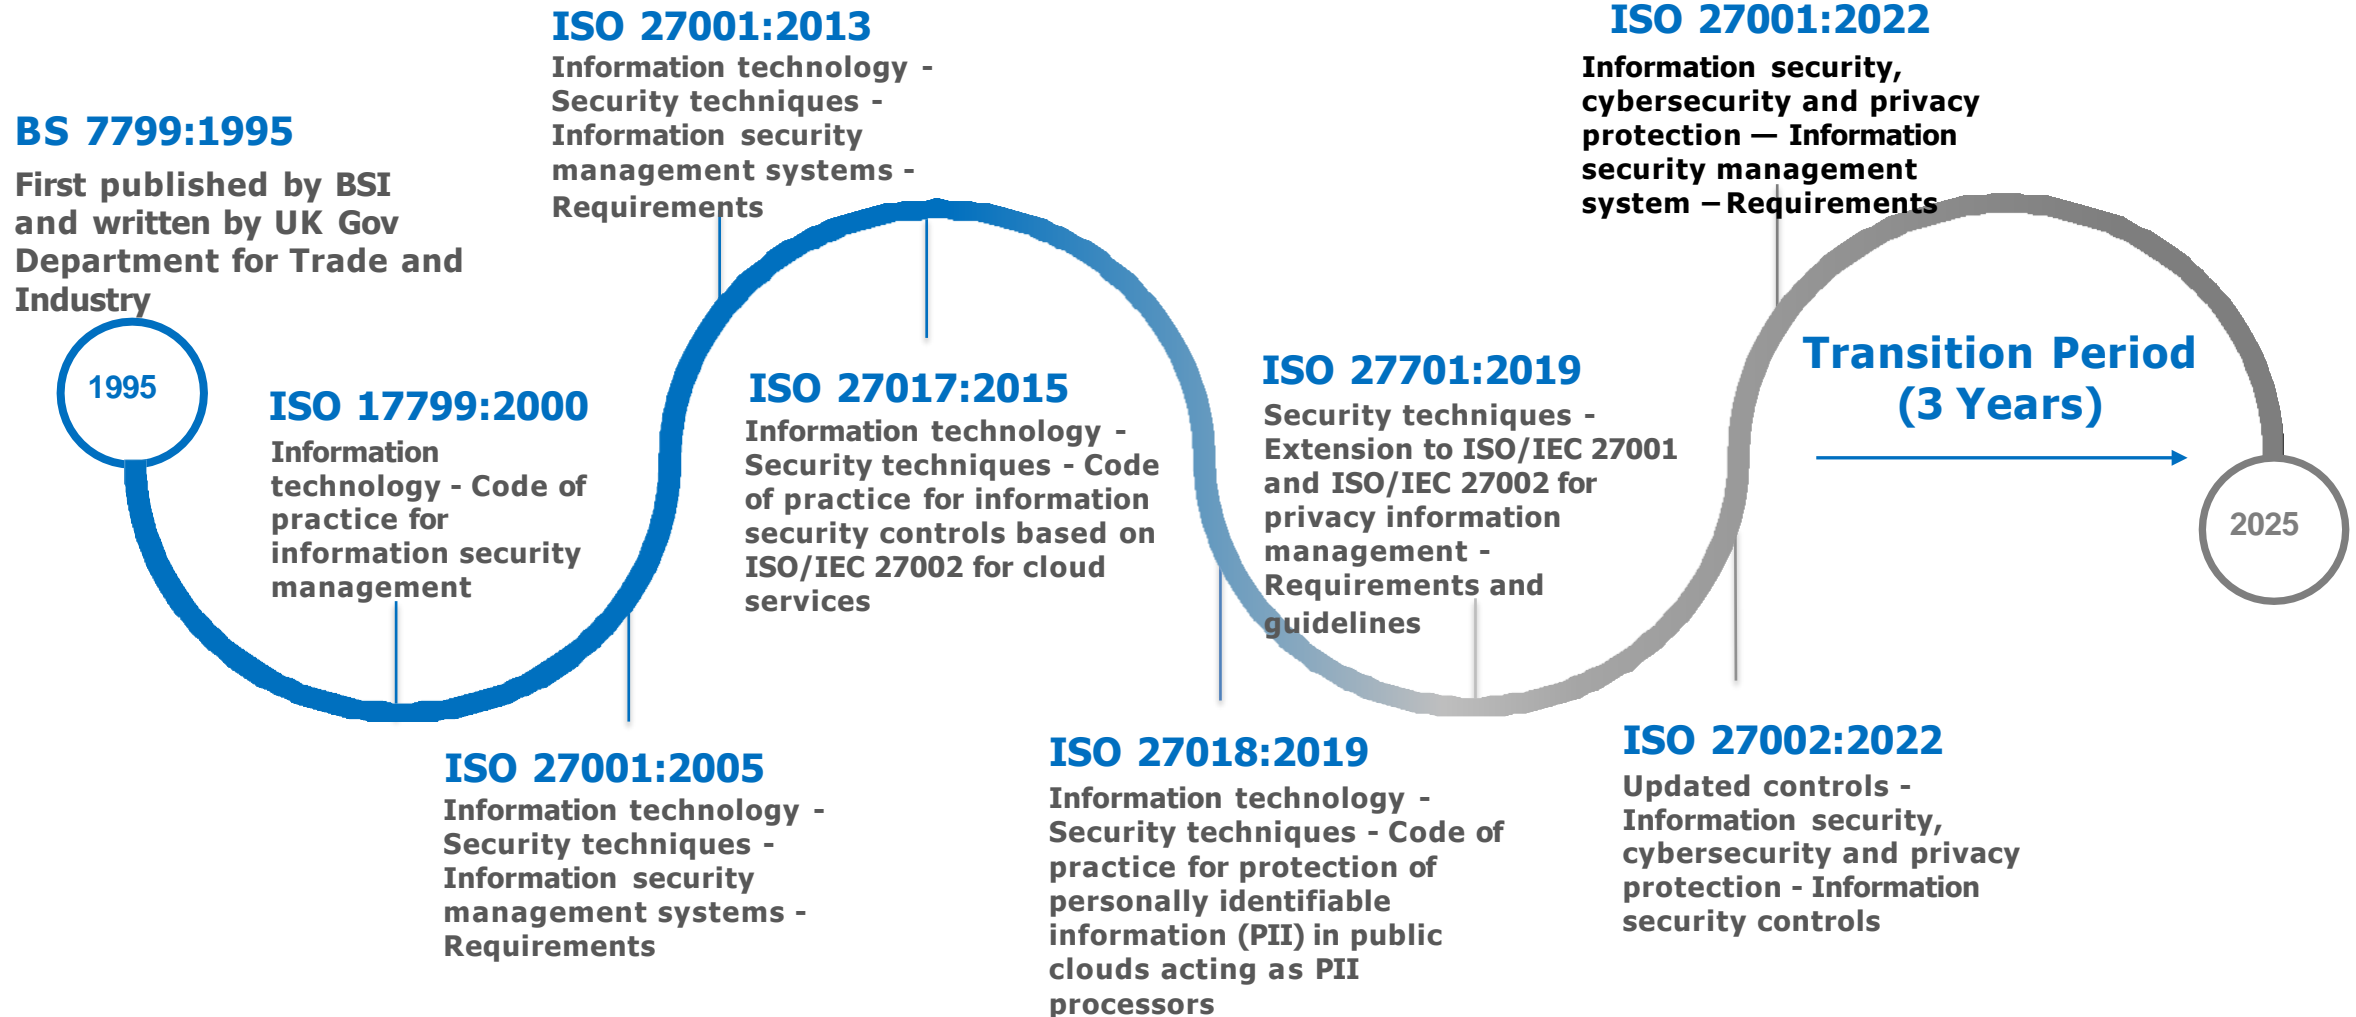 BS 7799:1995
First published by BSI
and written by UK Gov
Department for Trade and
Industry
1995
ISO 17799:2000
Information
technology - Code of
practice for
information security
management
ISO 27001:2005
Information technology -
Security techniques -
Information security
management systems -
Requirements
ISO 27001:2013
Information technology -
Security techniques -
Information security
management systems -
Requirements
ISO 27017:2015
Information technology -
Security techniques - Code
of practice for information
security controls based on
ISO/IEC 27002 for cloud
services
ISO 27018:2019
Information technology -
Security techniques - Code of
practice for protection of
personally identifiable
information (PII) in public
clouds acting as PII
processors
ISO 27701:2019
Security techniques -
Extension to ISO/IEC 27001
and ISO/IEC 27002 for
privacy information
management -
Requirements and
guidelines
ISO 27002:2022
Updated controls -
Information security,
cybersecurity and privacy
protection - Information
security controls
ISO 27001:2022
Information security,
cybersecurity and privacy
protection — Information
security management
system – Requirements
Transition Period
(3 Years)
2025